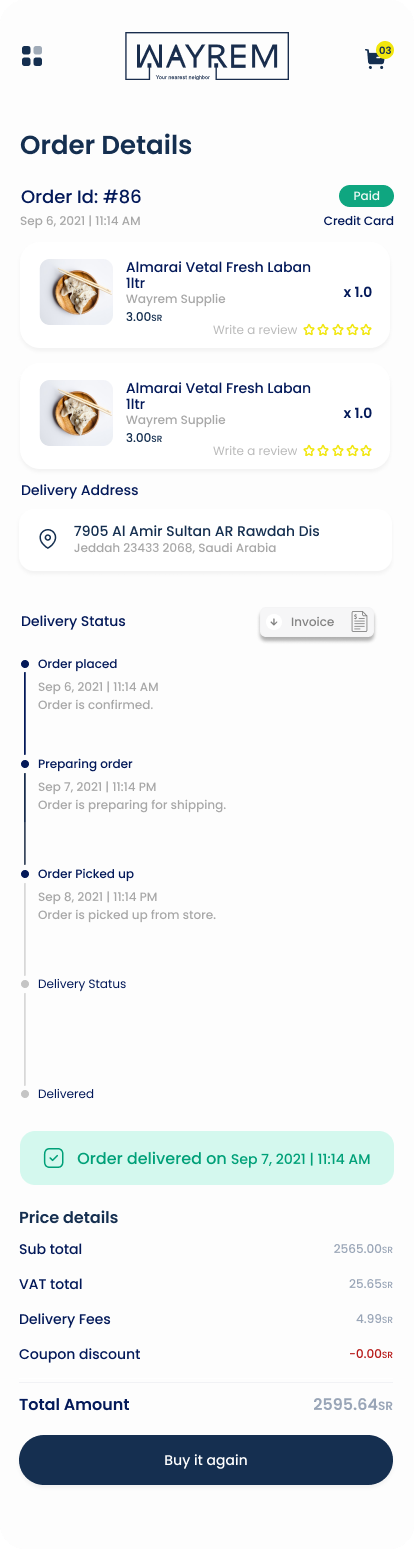 03
WAYREM
Your nearest neighbor
Order Details
Order Id: #86
Paid
Sep 6, 2021 | 11:14 AM
Credit Card
Almarai Vetal Fresh Laban
1ltr
Wayrem Supplie
x 1.0
3.00SR
Write a review
Almarai Vetal Fresh Laban
1ltr
Wayrem Supplie
x 1.0
3.00SR
Write a review
Delivery Address
7905 Al Amir Sultan AR Rawdah Dis
Jeddah 23433 2068, Saudi Arabia
Delivery Status
Invoice
Order placed
Sep 6, 2021 | 11:14 AM
Order is confirmed.
Preparing order
Sep 7, 2021 | 11:14 PM
Order is preparing for shipping.
Order Picked up
Sep 8, 2021 | 11:14 PM
Order is picked up from store.
Delivery Status
Delivered
Order delivered on Sep 7, 2021 | 11:14 AM
Price details
Sub total 2565.00SR
VAT total 25.65SR
Delivery Fees 4.99SR
Coupon discount -0.00SR
Total Amount 2595.64SR
Buy it again